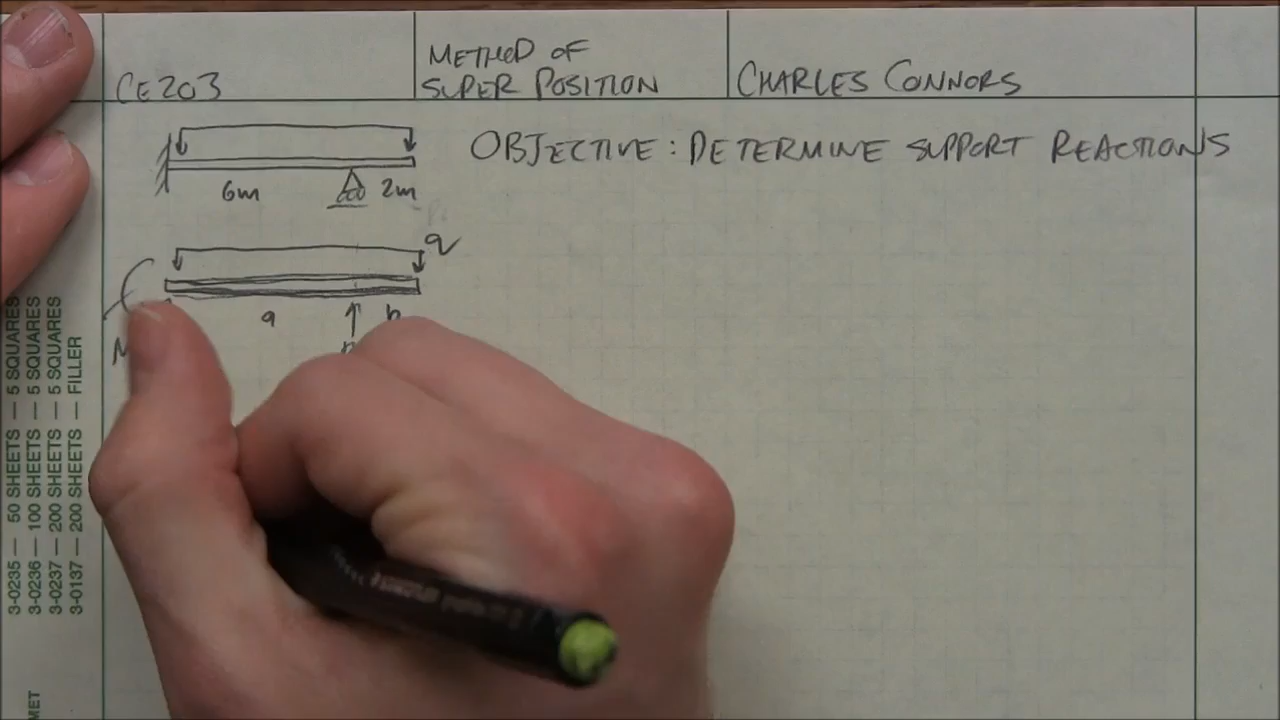 CE203
METHOD OF
SUPER POSITION
CHARLES CONNORS
OBJECTIVE: DETERMINE SUPPORT REACTIONS
6m
2m
q
a
b
M
3-0235 — 50 SHEETS — 5 SQUARES
3-0236 — 100 SHEETS — 5 SQUARES
3-0237 — 200 SHEETS — 5 SQUARES
3-0137 — 200 SHEETS — FILLER